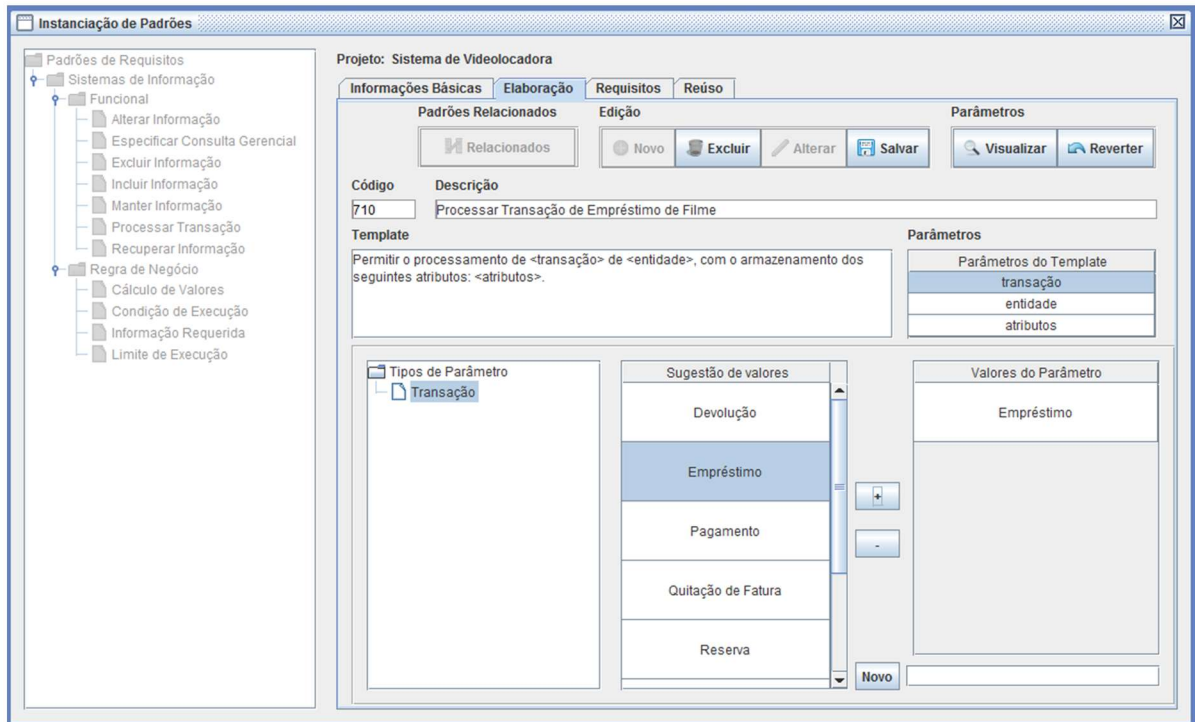 Instanciação de Padrões
Padrões de Requisitos
Sistemas de Informação
Funcional
Alterar Informação
Especificar Consulta Gerencial
Excluir Informação
Incluir Informação
Manter Informação
Processar Transação
Recuperar Informação
Regra de Negócio
Cálculo de Valores
Condição de Execução
Informação Requerida
Limite de Execução
Projeto: Sistema de Videolocadora
Informações Básicas Elaboração Requisitos Reúso
Padrões Relacionados Edição Parâmetros
Relacionados Novo Excluir Alterar Salvar Visualizar Reverter
Código Descrição
710 Processar Transação de Empréstimo de Filme
Template
Permitir o processamento de <transação> de <entidade>, com o armazenamento dos
seguintes atributos: <atributos>.
Parâmetros
Parâmetros do Template
transação
entidade
atributos
Tipos de Parâmetro
Transação
Sugestão de valores
Devolução
Empréstimo
Pagamento
Quitação de Fatura
Reserva
+
-
Valores do Parâmetro
Empréstimo
Novo